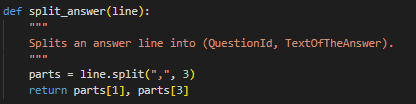 def split_answer(line):
    """
    Splits an answer line into (QuestionId, TextOfTheAnswer).
    """
    parts = line.split(",", 3)
    return parts[1], parts[3]